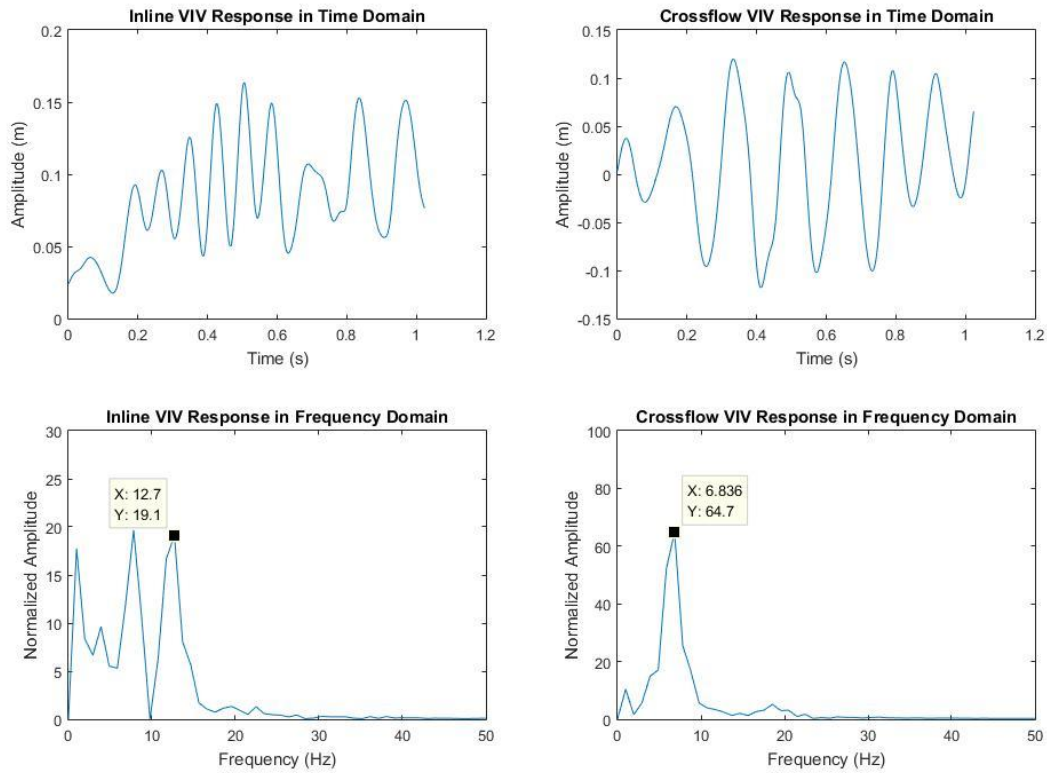 Inline VIV Response in Time Domain
0.2
0.15
0.1
0.05
0
Amplitude (m)
0 0.2 0.4 0.6 0.8 1 1.2
Time (s)
Crossflow VIV Response in Time Domain
0.15
0.1
0.05
0
-0.05
-0.1
-0.15
Amplitude (m)
0 0.2 0.4 0.6 0.8 1 1.2
Time (s)
Inline VIV Response in Frequency Domain
30
25
20
15
10
5
0
Normalized Amplitude
X: 12.7
Y: 19.1
0 10 20 30 40 50
Frequency (Hz)
Crossflow VIV Response in Frequency Domain
100
80
60
40
20
0
Normalized Amplitude
X: 6.836
Y: 64.7
0 10 20 30 40 50
Frequency (Hz)